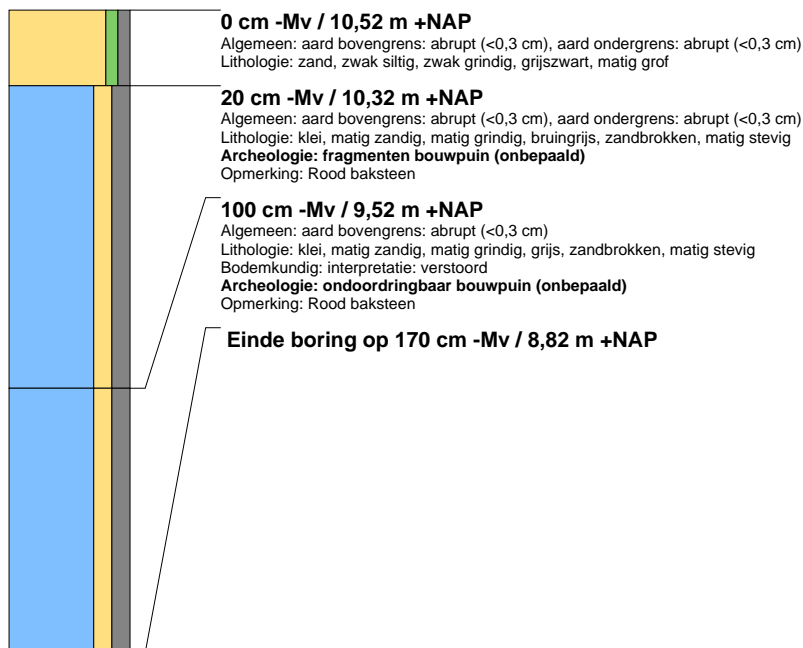 0 cm -Mv / 10,52 m +NAP
Algemeen: aard bovengrens: abrupt (<0,3 cm), aard ondergrens: abrupt (<0,3 cm)
Lithologie: zand, zwak siltig, zwak grindig, grijszwart, matig grof
20 cm -Mv / 10,32 m +NAP
Algemeen: aard bovengrens: abrupt (<0,3 cm), aard ondergrens: abrupt (<0,3 cm)
Lithologie: klei, matig zandig, matig grindig, bruingrijs, zandbrokken, matig stevig
Archeologie: fragmenten bouwpuin (onbepaald)
Opmerking: Rood baksteen
100 cm -Mv / 9,52 m +NAP
Algemeen: aard bovengrens: abrupt (<0,3 cm)
Lithologie: klei, matig zandig, matig grindig, grijs, zandbrokken, matig stevig
Bodemkundig: interpretatie: verstoord
Archeologie: ondoordringbaar bouwpuin (onbepaald)
Opmerking: Rood baksteen
Einde boring op 170 cm -Mv / 8,82 m +NAP